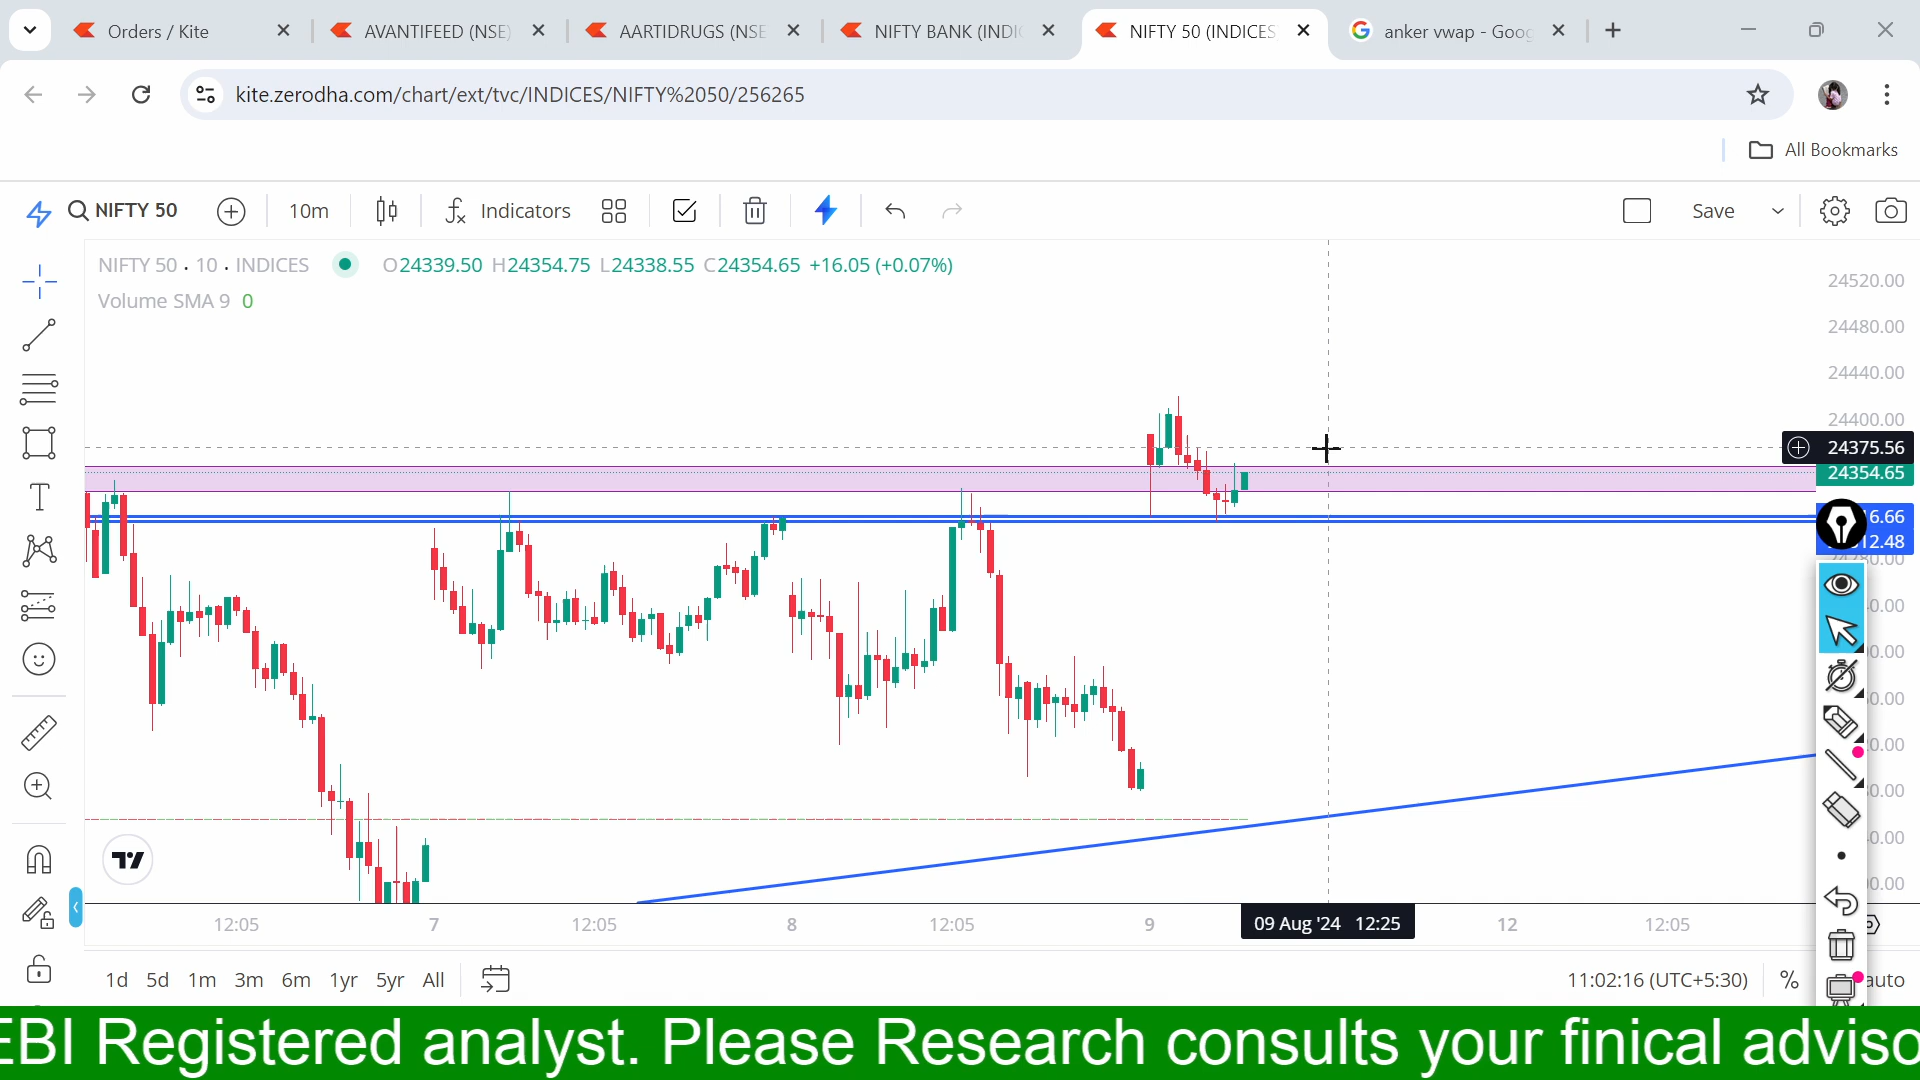 Orders / Kite
AVANTIFEED (NSE)
AARTIDRUGS (NSE
NIFTY BANK (INDI
NIFTY 50 (INDICES
anker vwap - Goog
kite.zerodha.com/chart/ext/tvc/INDICES/NIFTY%2050/256265
All Bookmarks
NIFTY 50
10m
Indicators
Save
NIFTY 50 . 10 . INDICES
O24339.50 H24354.75 L24338.55 C24354.65 +16.05 (+0.07%)
Volume SMA 9 0
24520.00
24480.00
24440.00
24400.00
24375.56
24354.65
6.66
12.48
12:05
7
12:05
8
12:05
9
09 Aug '24 12:25
12
12:05
1d 5d 1m 3m 6m 1yr 5yr All
11:02:16 (UTC+5:30)
%
auto
EBI Registered analyst. Please Research consults your finical adviso